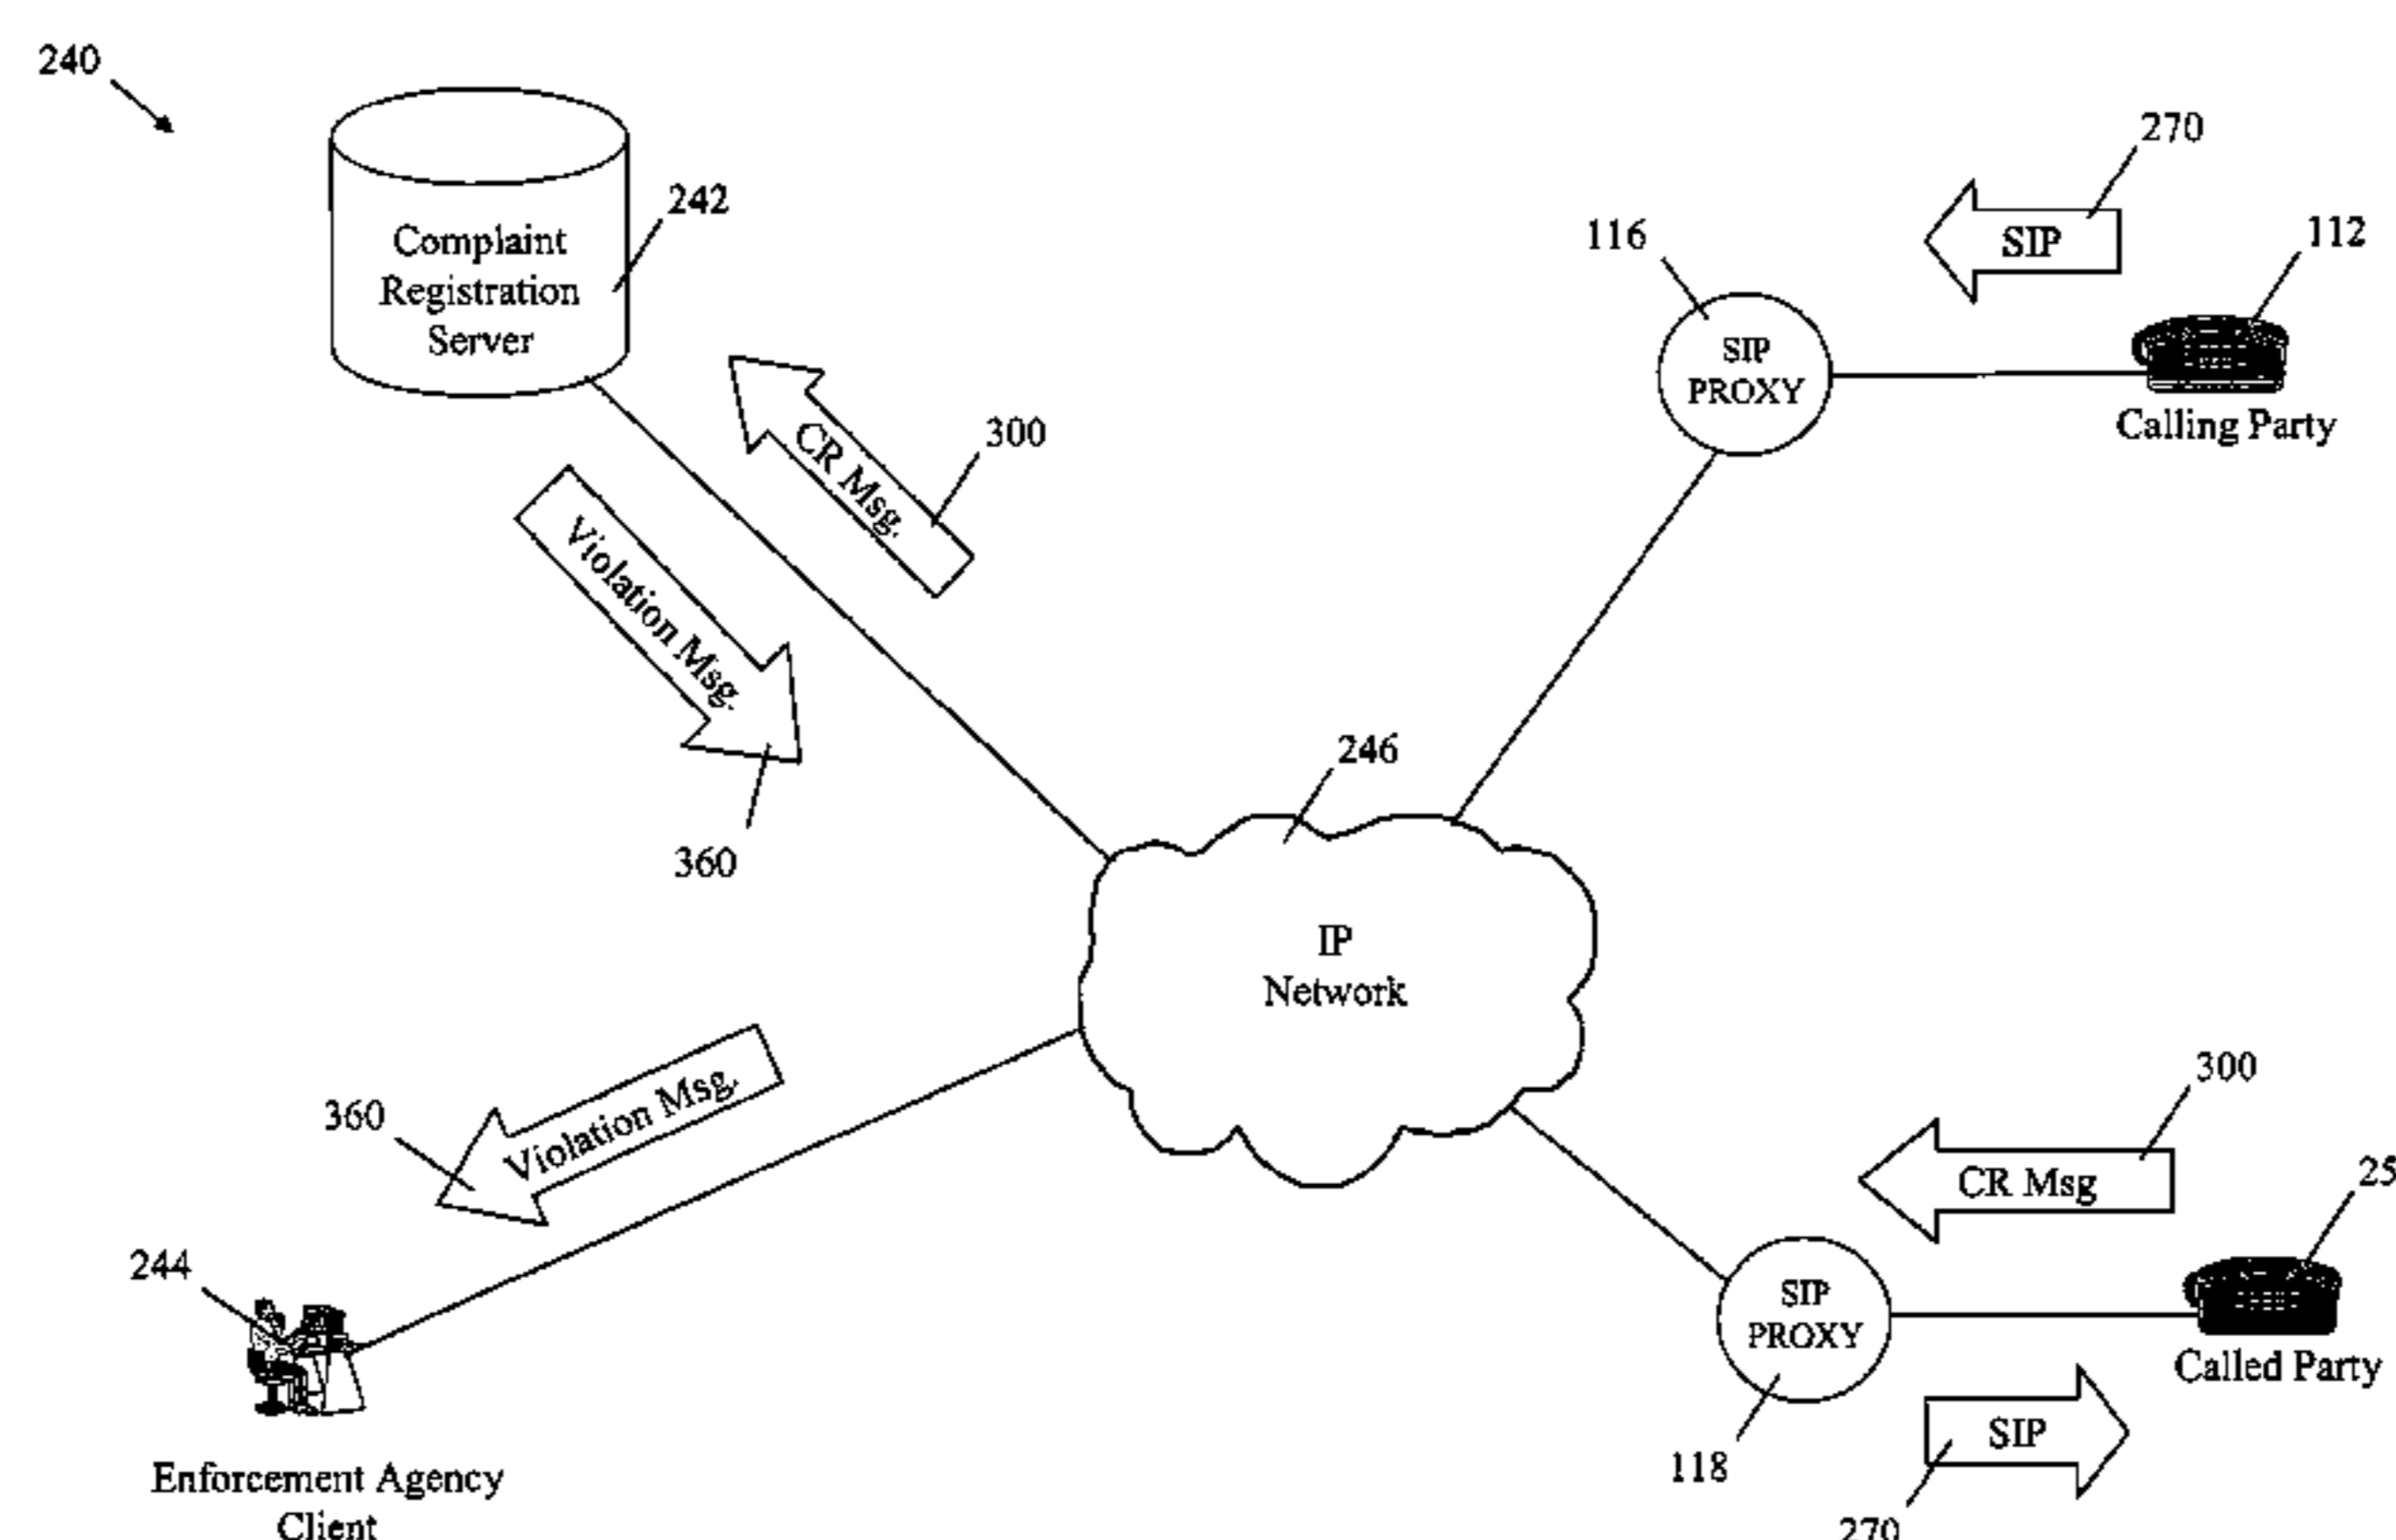 240
270
242
116
112
SIP
Complaint
Registration
Server
SIP
PROXY
Calling Party
300
CR Msg.
Violation Msg.
246
360
IP
Network
300
360
Violation Msg.
CR Msg
25
244
SIP
PROXY
Called Party
118
SIP
Enforcement Agency
Client
270